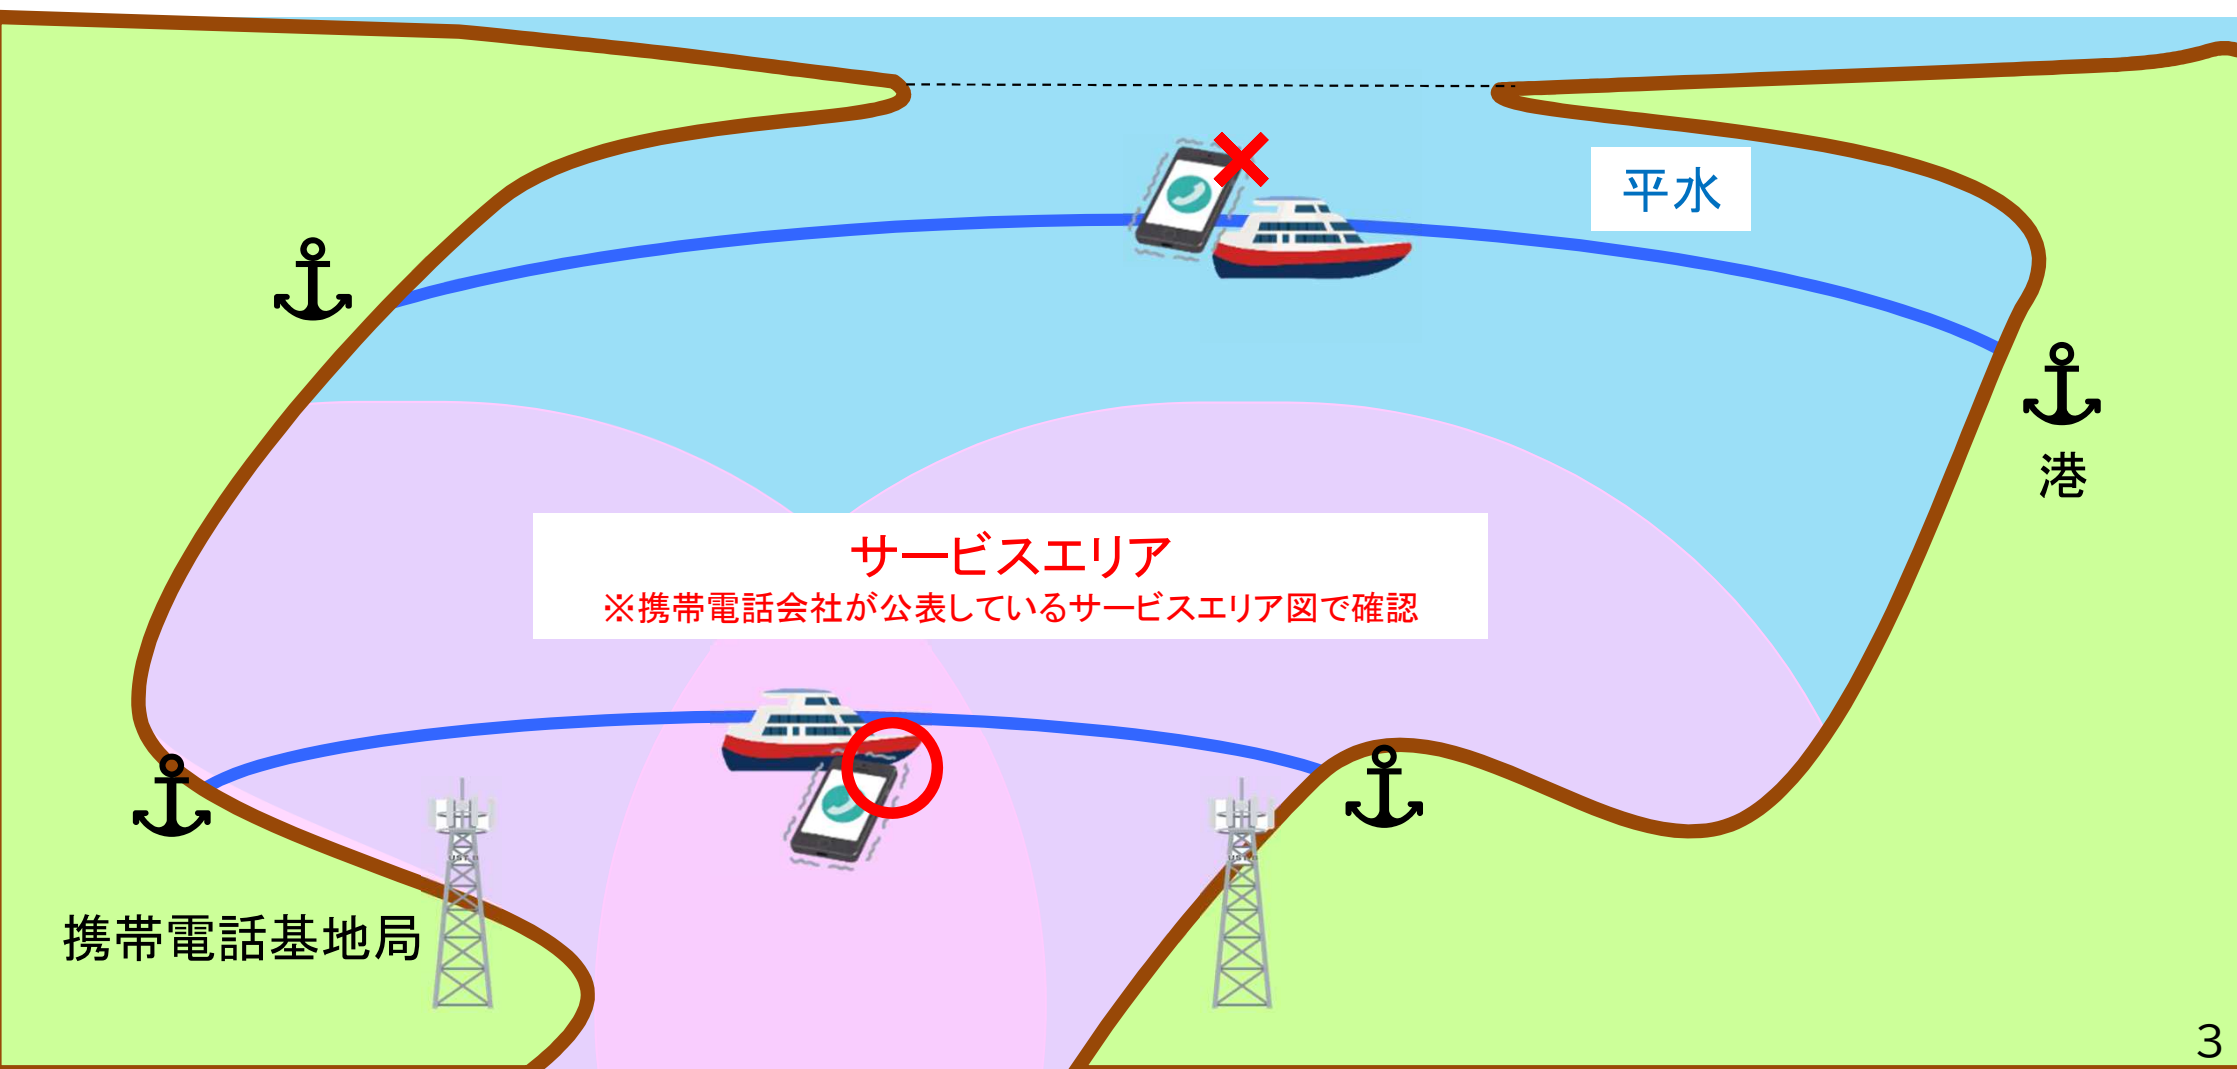 平水
港
サービスエリア
※携帯電話会社が公表しているサービスエリア図で確認
携帯電話基地局
3